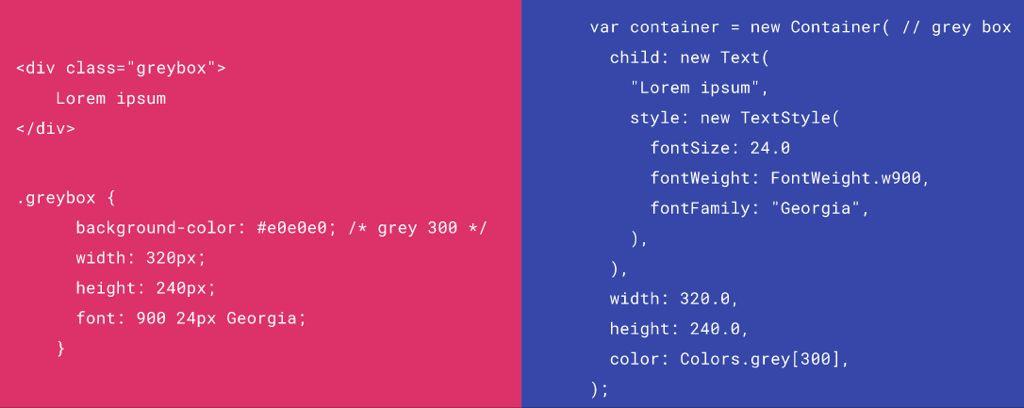 <div class="greybox">
    Lorem ipsum
</div>
.greybox {
      background-color: #e0e0e0; /* grey 300 */
      width: 320px;
      height: 240px;
      font: 900 24px Georgia;
    }
var container = new Container( // grey box
  child: new Text(
    "Lorem ipsum",
    style: new TextStyle(
      fontSize: 24.0
      fontWeight: FontWeight.w900,
      fontFamily: "Georgia",
    ),
  ),
  width: 320.0,
  height: 240.0,
  color: Colors.grey[300],
);